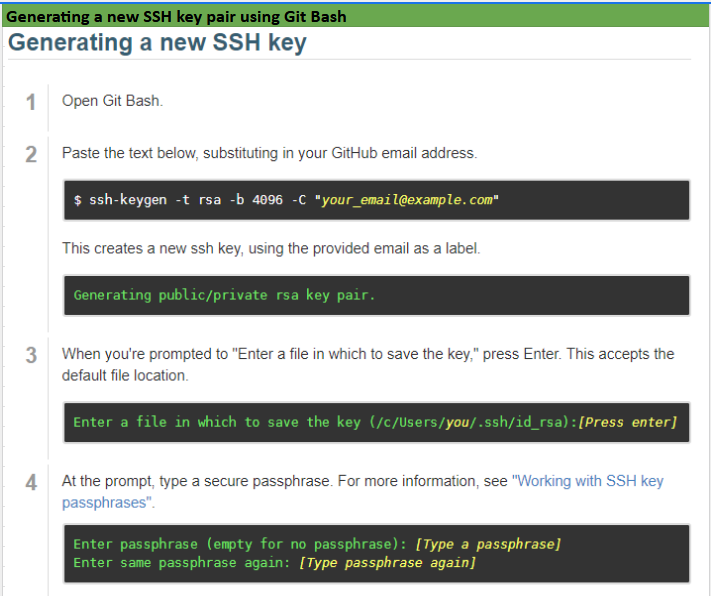 Generating a new SSH key pair using Git Bash
Generating a new SSH key
1 Open Git Bash.
2 Paste the text below, substituting in your GitHub email address.
$ ssh-keygen -t rsa -b 4096 -C "your_email@example.com"
This creates a new ssh key, using the provided email as a label.
Generating public/private rsa key pair.
3 When you're prompted to "Enter a file in which to save the key," press Enter. This accepts the
default file location.
Enter a file in which to save the key (/c/Users/you/.ssh/id_rsa):[Press enter]
4 At the prompt, type a secure passphrase. For more information, see "Working with SSH key
passphrases".
Enter passphrase (empty for no passphrase): [Type a passphrase]
Enter same passphrase again: [Type passphrase again]